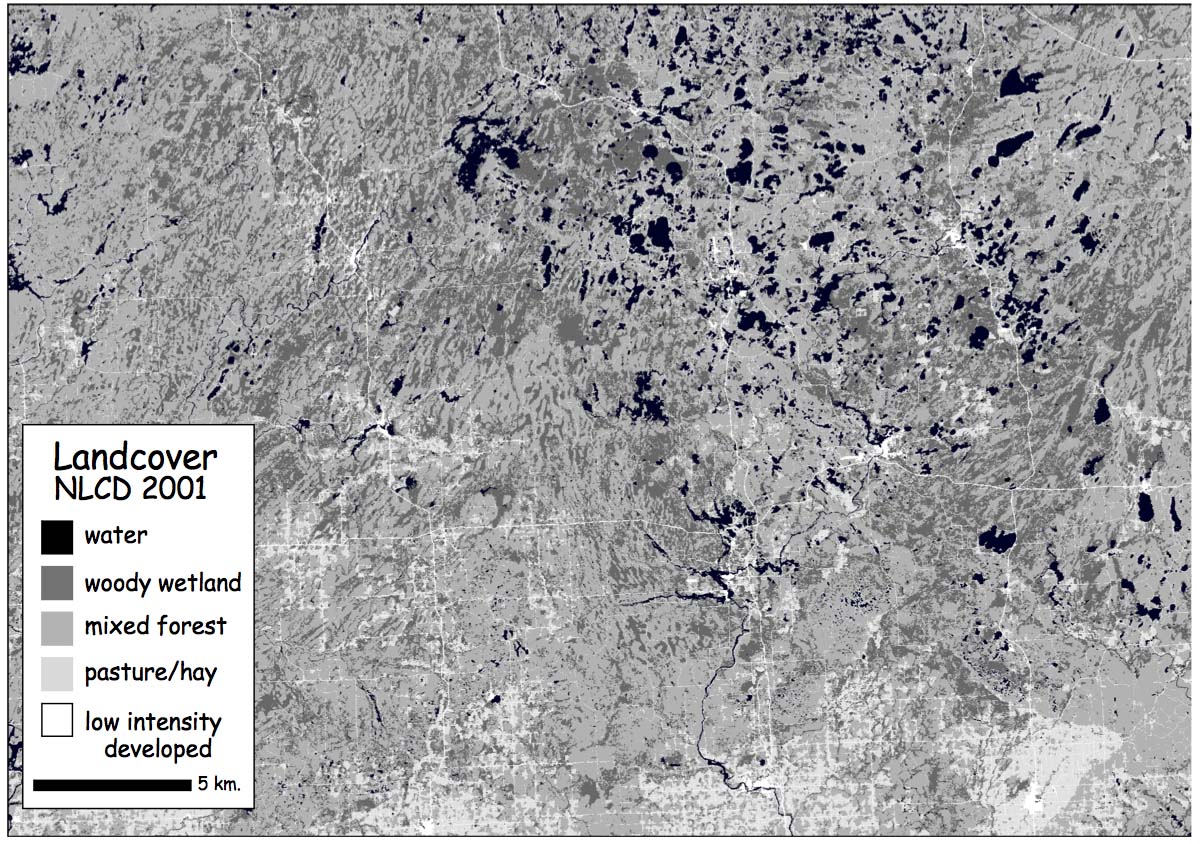 Landcover
NLCD 2001
water
woody wetland
mixed forest
pasture/hay
low intensity
developed
5 km.